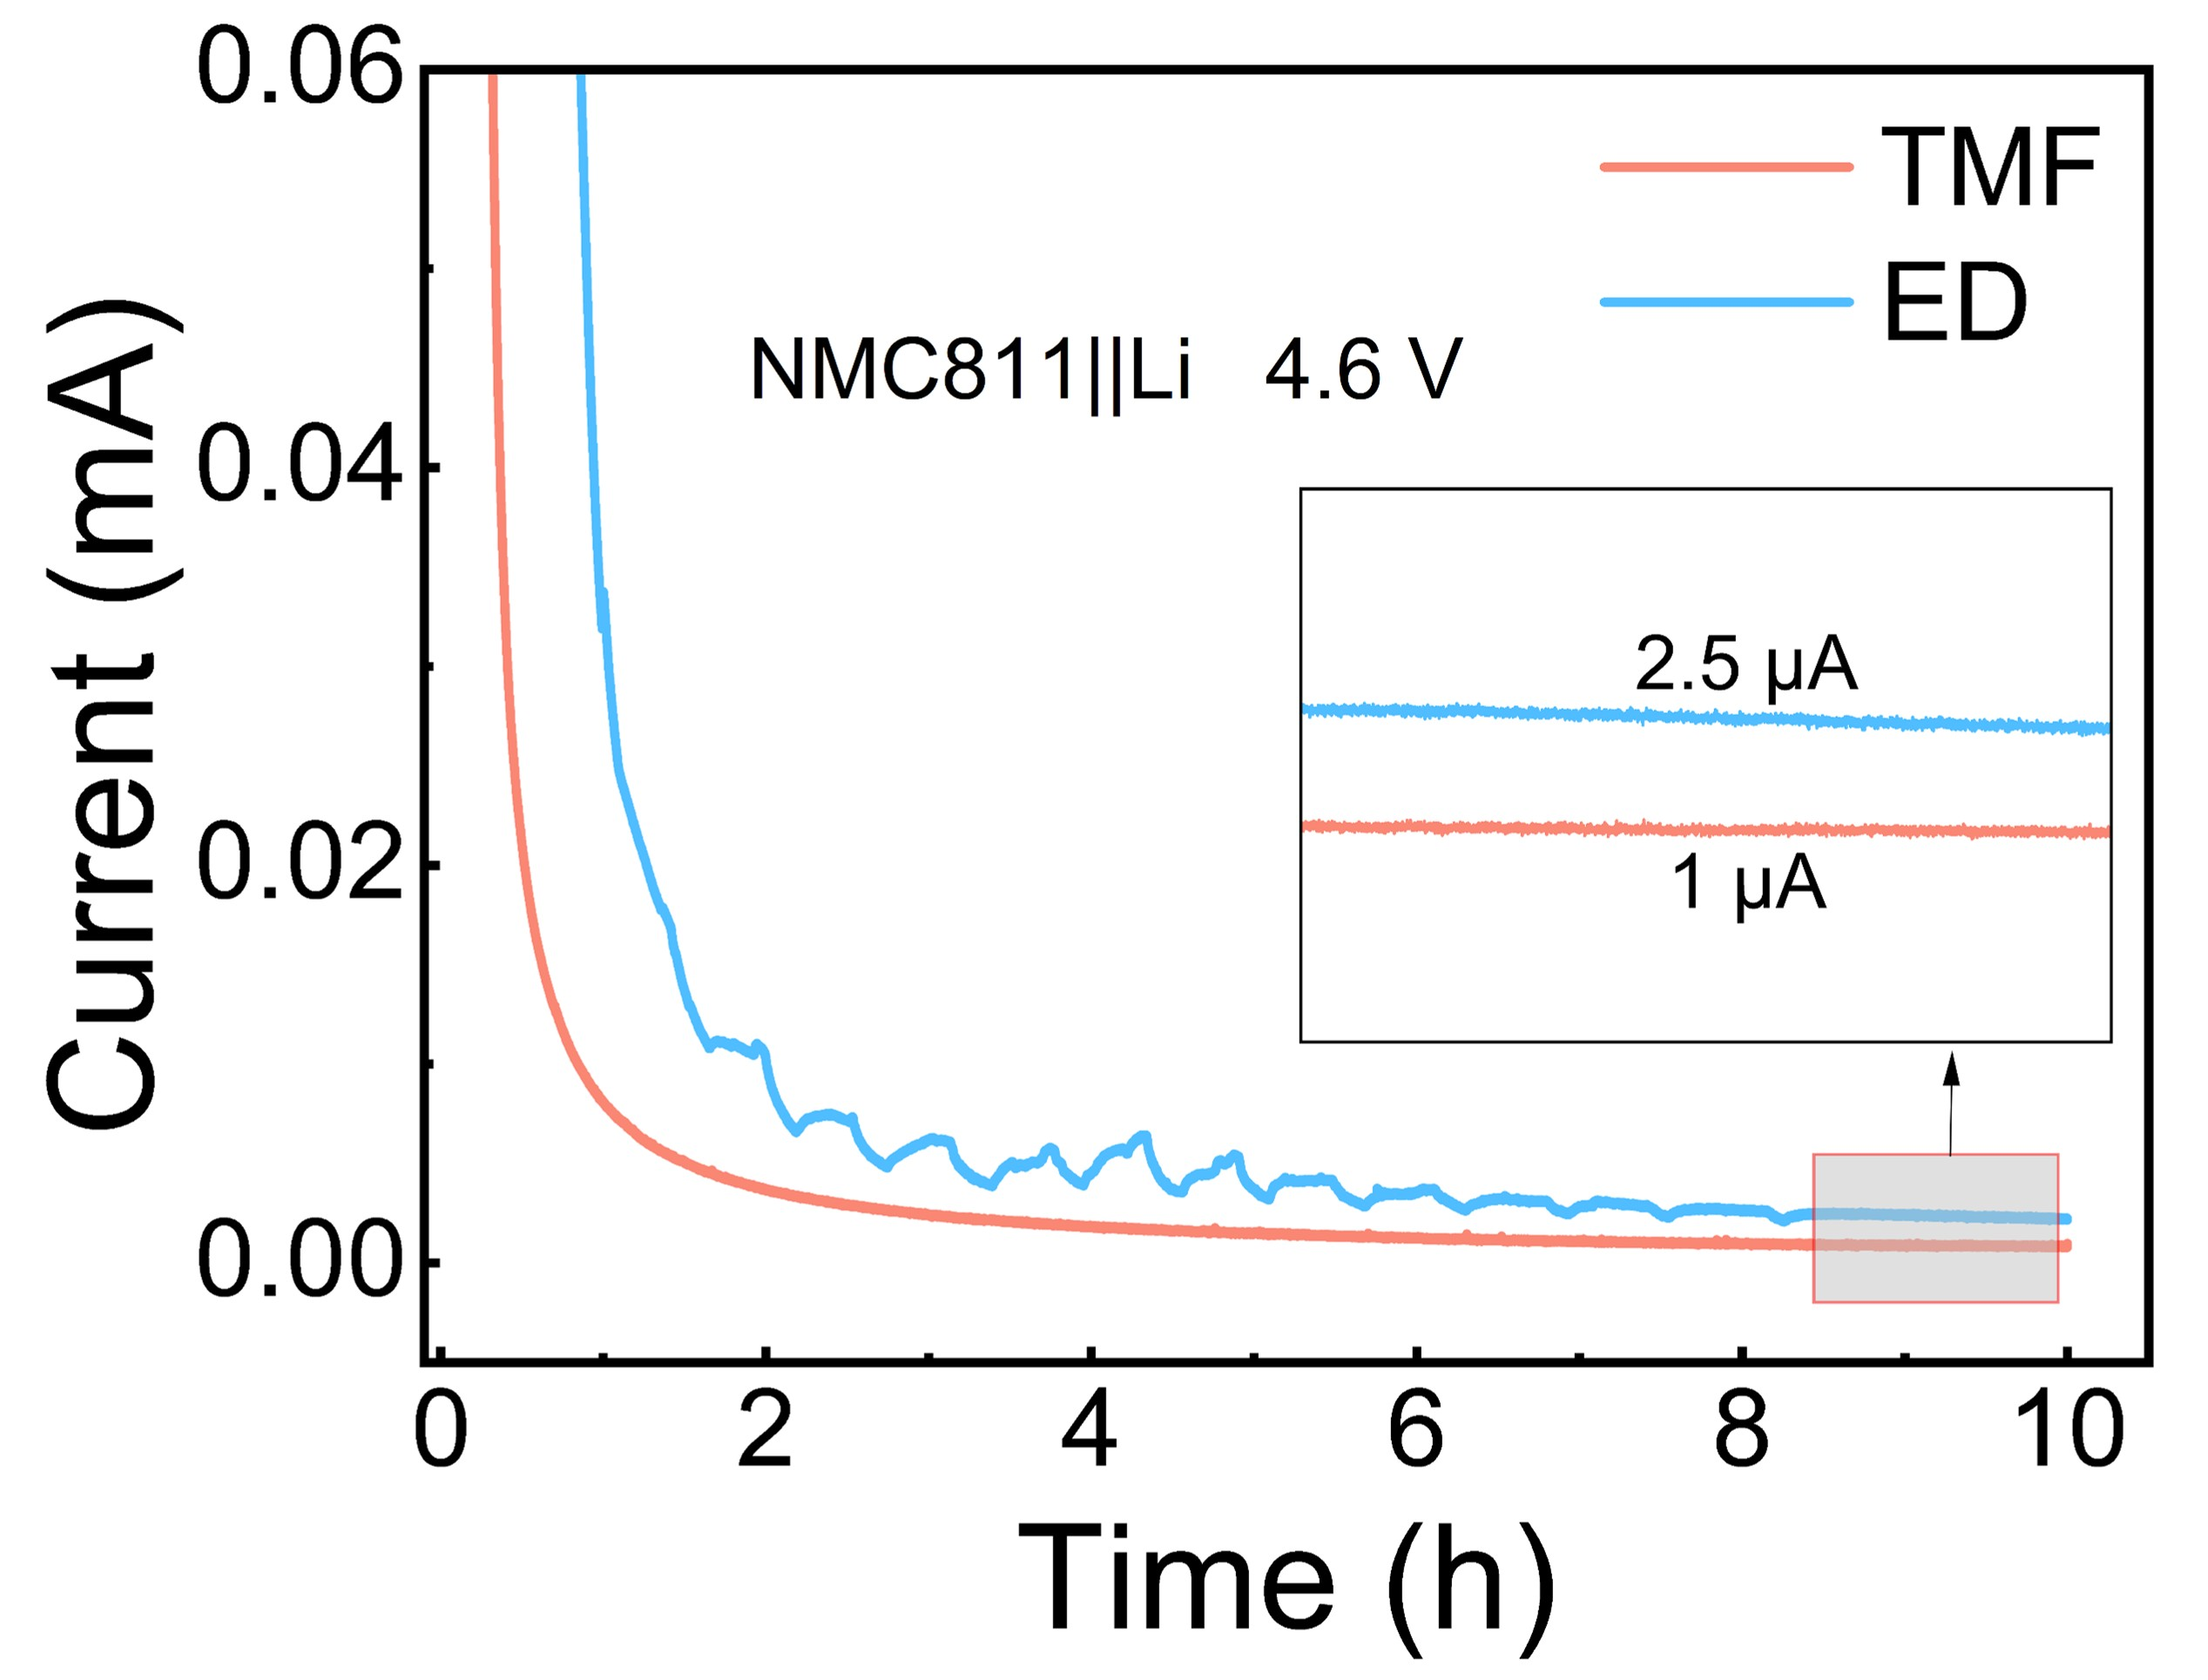 0.06
0.04
0.02
0.00
Current (mA)
TMF
ED
NMC811||Li 4.6 V
2.5 μA
1 μA
0 2 4 6 8 10
Time (h)